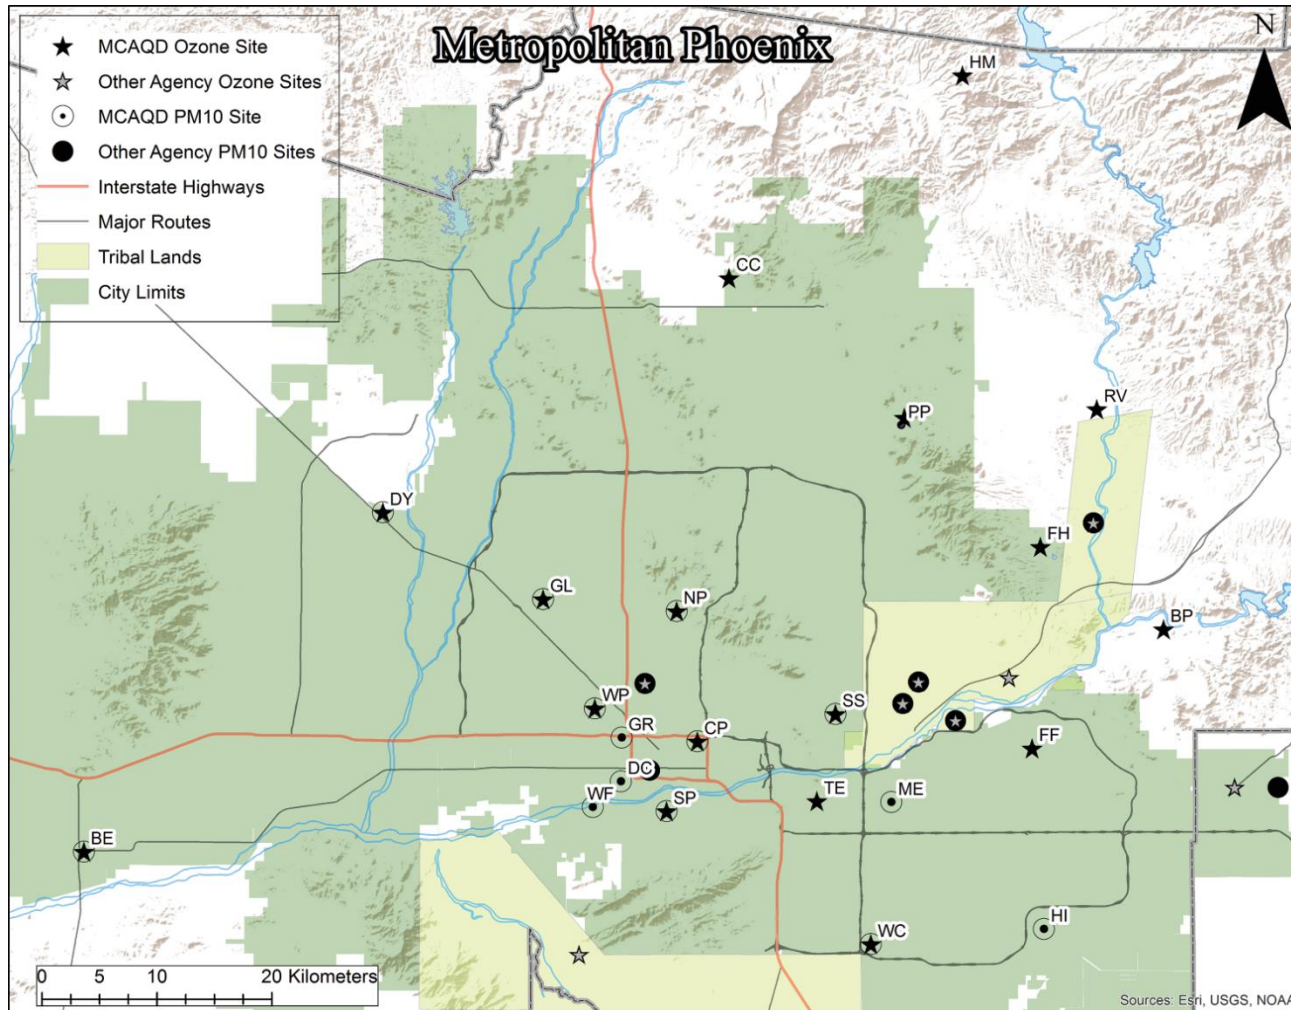 Metropolitan Phoenix
N
MCAQD Ozone Site
Other Agency Ozone Sites
MCAQD PM10 Site
Other Agency PM10 Sites
Interstate Highways
Major Routes
Tribal Lands
City Limits
HM
CC
RV
PP
DY
FH
GL
NP
BP
WP
SS
GR
CP
FF
DC
WF
SP
TE
ME
BE
HI
WC
0 5 10 20 Kilometers
Sources: Esri, USGS, NOAA